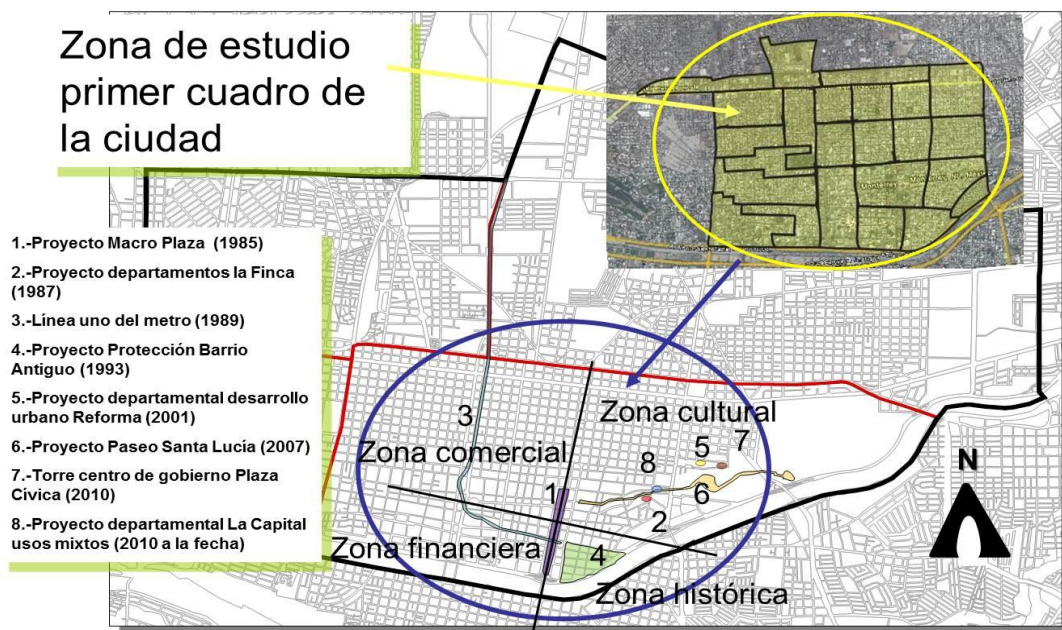 Zona de estudio
primer cuadro de
la ciudad
1.-Proyecto Macro Plaza (1985)
2.-Proyecto departamentos la Finca
(1987)
3.-Línea uno del metro (1989)
4.-Proyecto Protección Barrio
Antiguo (1993)
5.-Proyecto departamental desarrollo
urbano Reforma (2001)
6.-Proyecto Paseo Santa Lucía (2007)
7.-Torre centro de gobierno Plaza
Cívica (2010)
8.-Proyecto departamental La Capital
usos mixtos (2010 a la fecha)
Zona cultural
3
5
7
Zona comercial
8
1
6
2
Zona financiera
4
Zona histórica
N